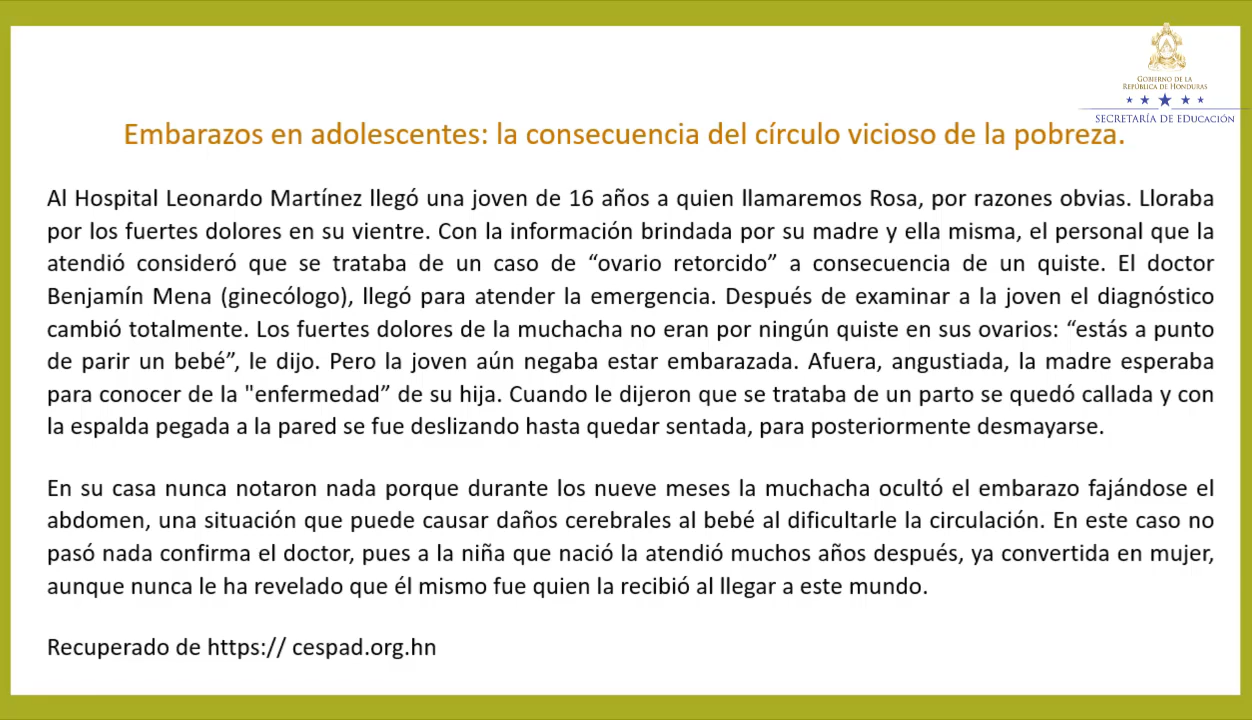 GOBIERNO DE LA
REPÚBLICA DE HONDURAS
SECRETARÍA DE EDUCACIÓN
Embarazos en adolescentes: la consecuencia del círculo vicioso de la pobreza.
Al Hospital Leonardo Martínez llegó una joven de 16 años a quien llamaremos Rosa, por razones obvias. Lloraba
por los fuertes dolores en su vientre. Con la información brindada por su madre y ella misma, el personal que la
atendió consideró que se trataba de un caso de “ovario retorcido” a consecuencia de un quiste. El doctor
Benjamín Mena (ginecólogo), llegó para atender la emergencia. Después de examinar a la joven el diagnóstico
cambió totalmente. Los fuertes dolores de la muchacha no eran por ningún quiste en sus ovarios: “estás a punto
de parir un bebé”, le dijo. Pero la joven aún negaba estar embarazada. Afuera, angustiada, la madre esperaba
para conocer de la "enfermedad” de su hija. Cuando le dijeron que se trataba de un parto se quedó callada y con
la espalda pegada a la pared se fue deslizando hasta quedar sentada, para posteriormente desmayarse.
En su casa nunca notaron nada porque durante los nueve meses la muchacha ocultó el embarazo fajándose el
abdomen, una situación que puede causar daños cerebrales al bebé al dificultarle la circulación. En este caso no
pasó nada confirma el doctor, pues a la niña que nació la atendió muchos años después, ya convertida en mujer,
aunque nunca le ha revelado que él mismo fue quien la recibió al llegar a este mundo.
Recuperado de https:// cespad.org.hn